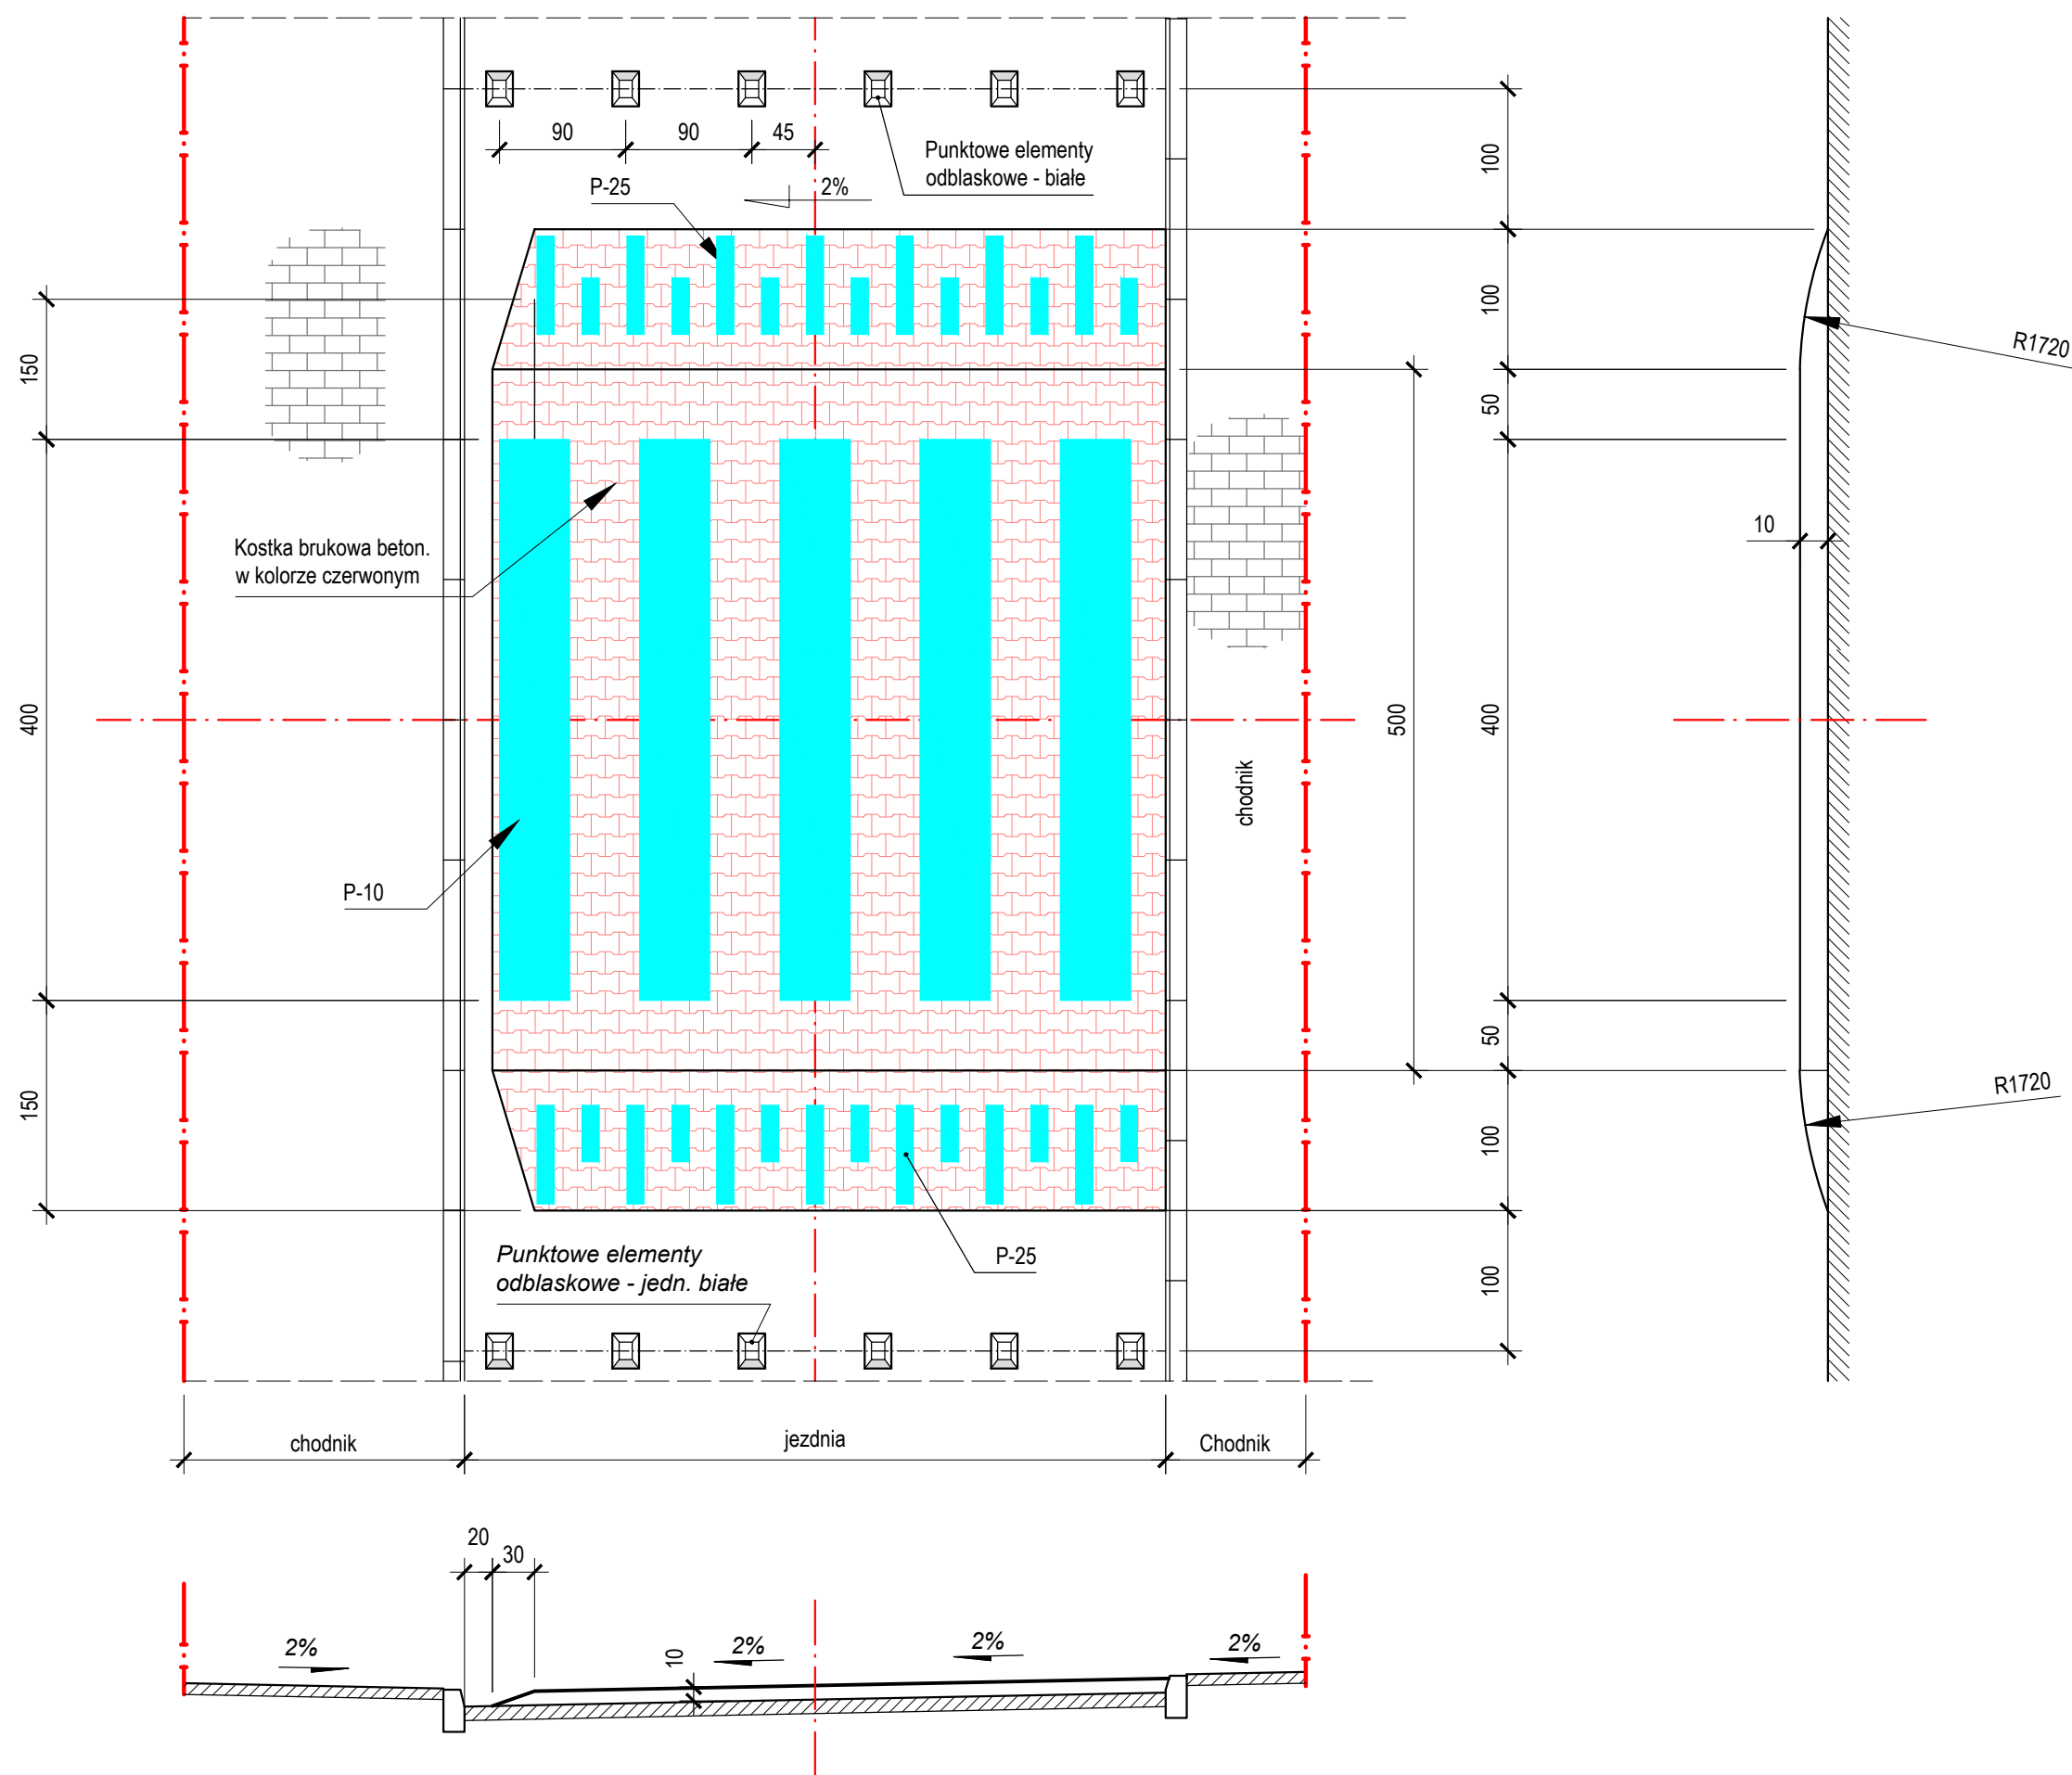 90
90
45
Punktowe elementy
odblaskowe - białe
P-25
2%
100
100
R1720
150
50
10
Kostka brukowa beton.
w kolorze czerwonym
400
500
400
chodnik
P-10
50
R1720
150
100
Punktowe elementy
odblaskowe - jedn. białe
P-25
100
chodnik
jezdnia
Chodnik
20
30
2%
10
2%
2%
2%